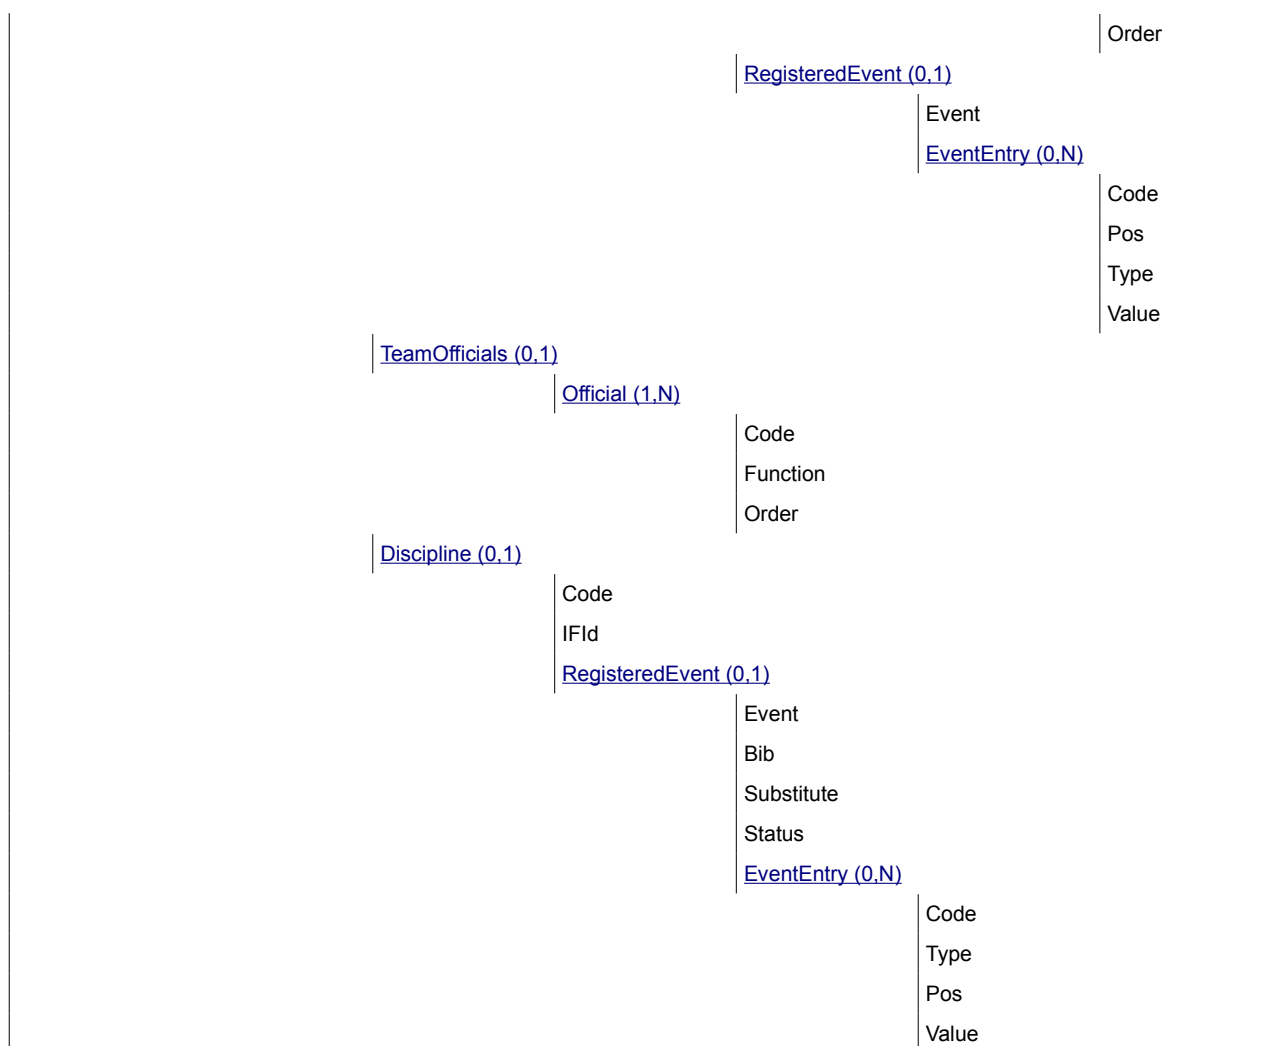 Order
RegisteredEvent (0,1)
Event
EventEntry (0,N)
Code
Pos
Type
Value
TeamOfficials (0,1)
Official (1,N)
Code
Function
Order
Discipline (0,1)
Code
IFId
RegisteredEvent (0,1)
Event
Bib
Substitute
Status
EventEntry (0,N)
Code
Type
Pos
Value